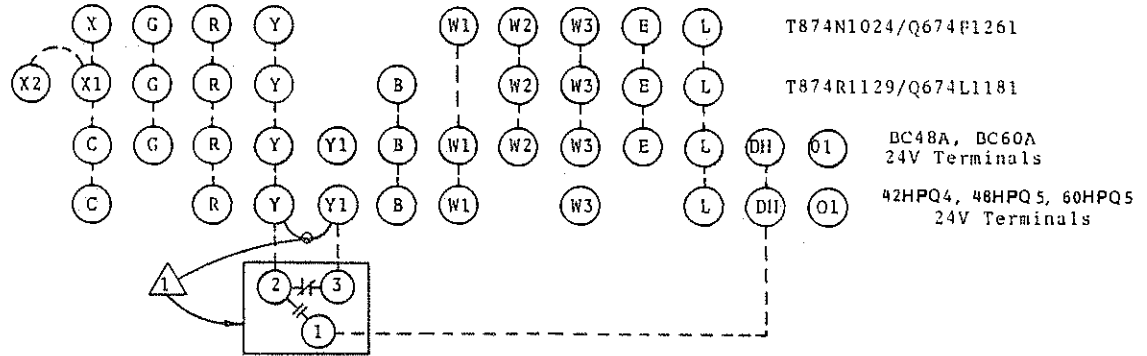 X G R Y W1 W2 W3 E L T874N1024/Q674F1261
X2 X1 G R Y B W2 W3 E L T874R1129/Q674L1181
C G R Y Y1 B W1 W2 W3 E L DH O1 BC48A, BC60A
24V Terminals
C R Y Y1 B W1 W3 L DH O1 42HPQ4, 48HPQ5, 60HPQ5
24V Terminals
1 2 3
1